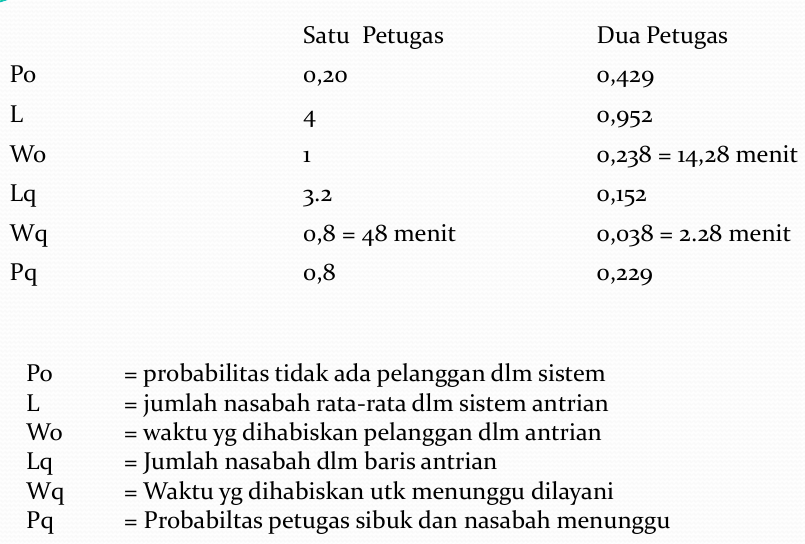 Satu Petugas Dua Petugas
Po 0,20 0,429
L 4 0,952
Wo 1 0,238 = 14,28 menit
Lq 3.2 0,152
Wq 0,8 = 48 menit 0,038 = 2.28 menit
Pq 0,8 0,229
Po = probabilitas tidak ada pelanggan dlm sistem
L = jumlah nasabah rata-rata dlm sistem antrian
Wo = waktu yg dihabiskan pelanggan dlm antrian
Lq = Jumlah nasabah dlm baris antrian
Wq = Waktu yg dihabiskan utk menunggu dilayani
Pq = Probabiltas petugas sibuk dan nasabah menunggu